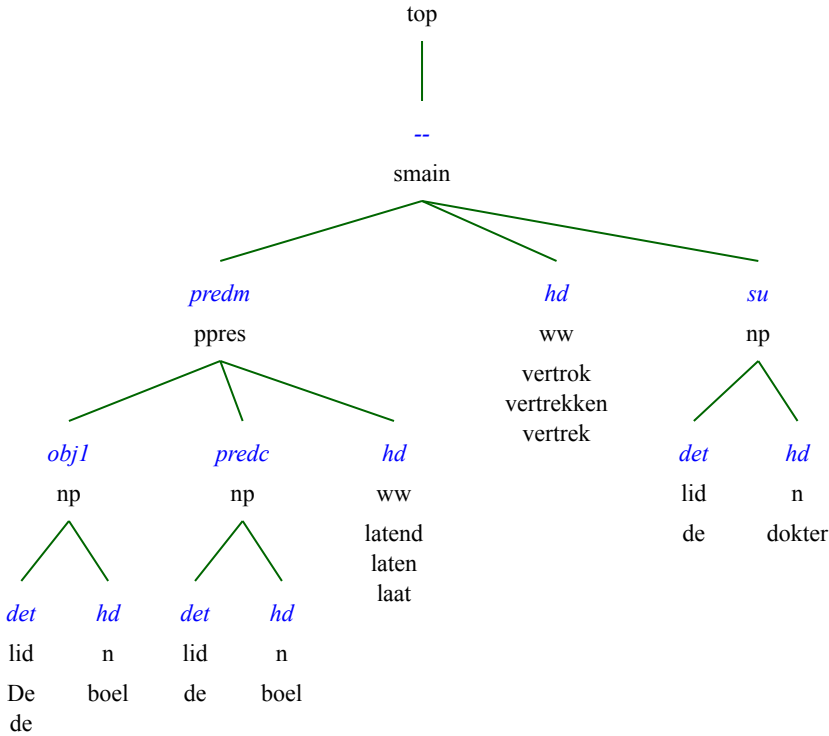 top
--
smain
predm hd su
ppres ww np
vertrok
vertrekken
vertrek
obj1 predc hd det hd
np np ww lid n
latend de dokter
laten
laat
det hd det hd
lid n lid n
De boel de boel
de